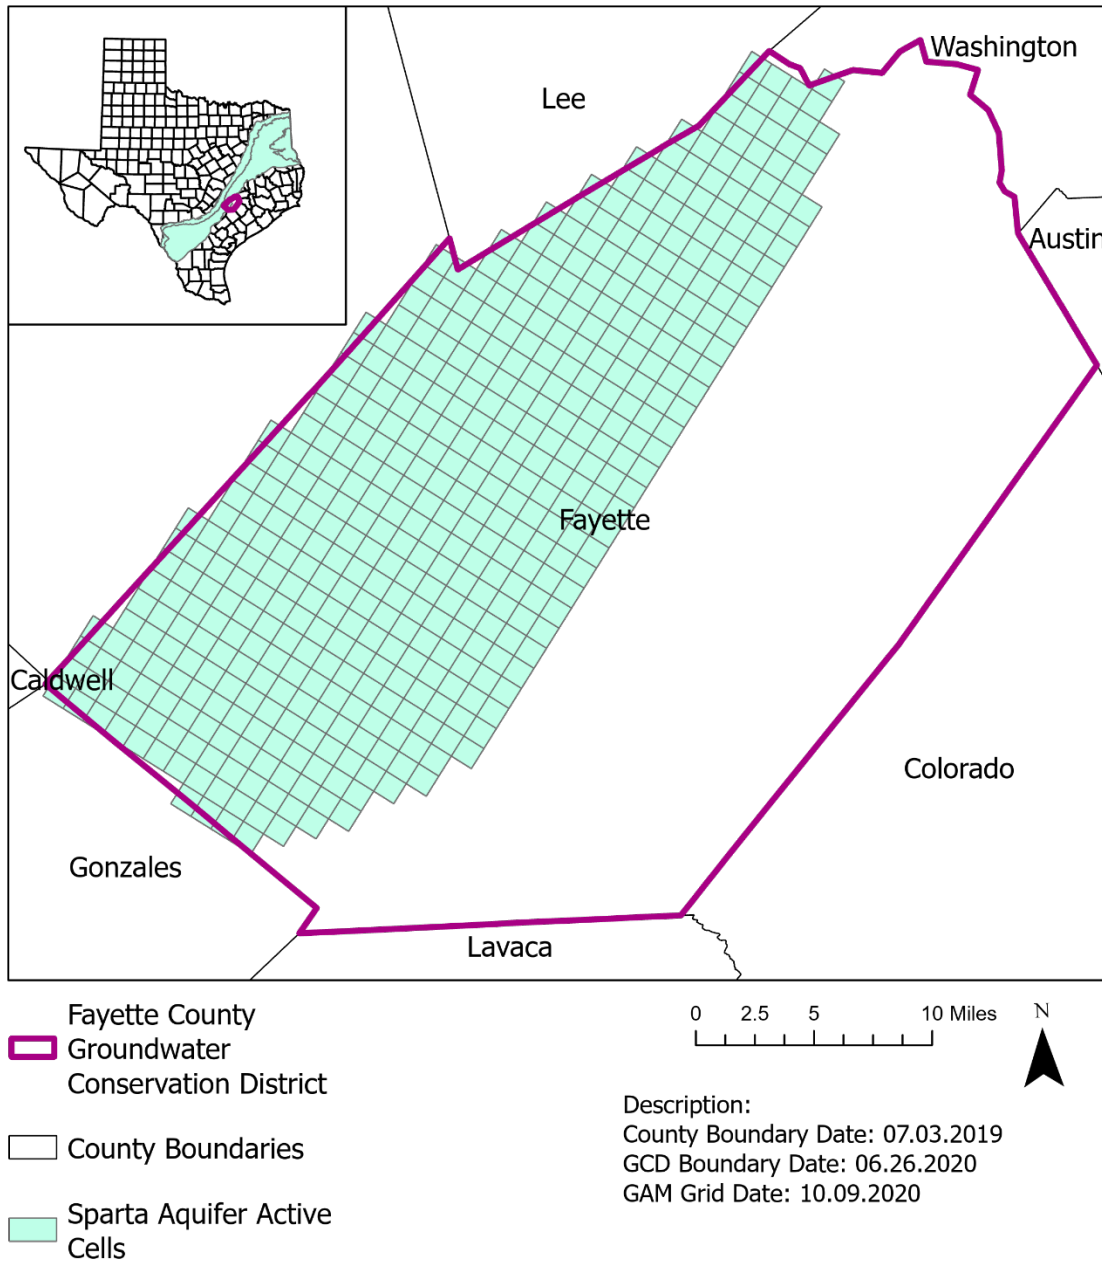 Washington
Lee
Austin
Fayette
Caldwell
Colorado
Gonzales
Lavaca
Fayette County
Groundwater
Conservation District
County Boundaries
Sparta Aquifer Active
Cells
0 2.5 5 10 Miles
N
Description:
County Boundary Date: 07.03.2019
GCD Boundary Date: 06.26.2020
GAM Grid Date: 10.09.2020